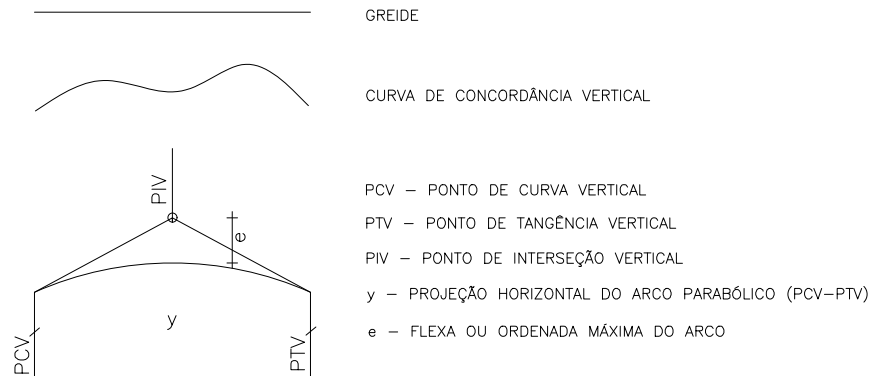 GREIDE
CURVA DE CONCORDÂNCIA VERTICAL
PIV
e
y
PCV
PTV
PCV – PONTO DE CURVA VERTICAL
PTV – PONTO DE TANGÊNCIA VERTICAL
PIV – PONTO DE INTERSEÇÃO VERTICAL
y – PROJEÇÃO HORIZONTAL DO ARCO PARABÓLICO (PCV–PTV)
e – FLEXA OU ORDENADA MÁXIMA DO ARCO